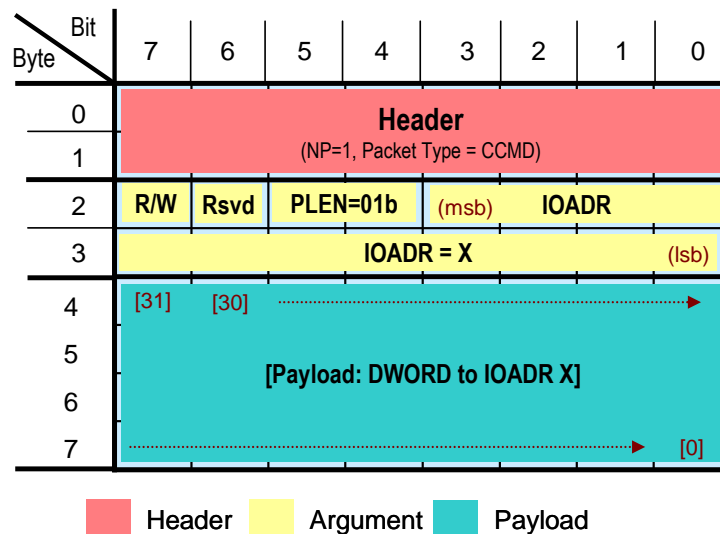 Bit
Byte
7 6 5 4 3 2 1 0
0
Header
1
(NP=1, Packet Type = CCMD)
2 R/W Rsvd PLEN=01b (msb) IOADR
3 IOADR = X (lsb)
4 [31] [30]
5
[Payload: DWORD to IOADR X]
6
7 [0]
Header Argument Payload